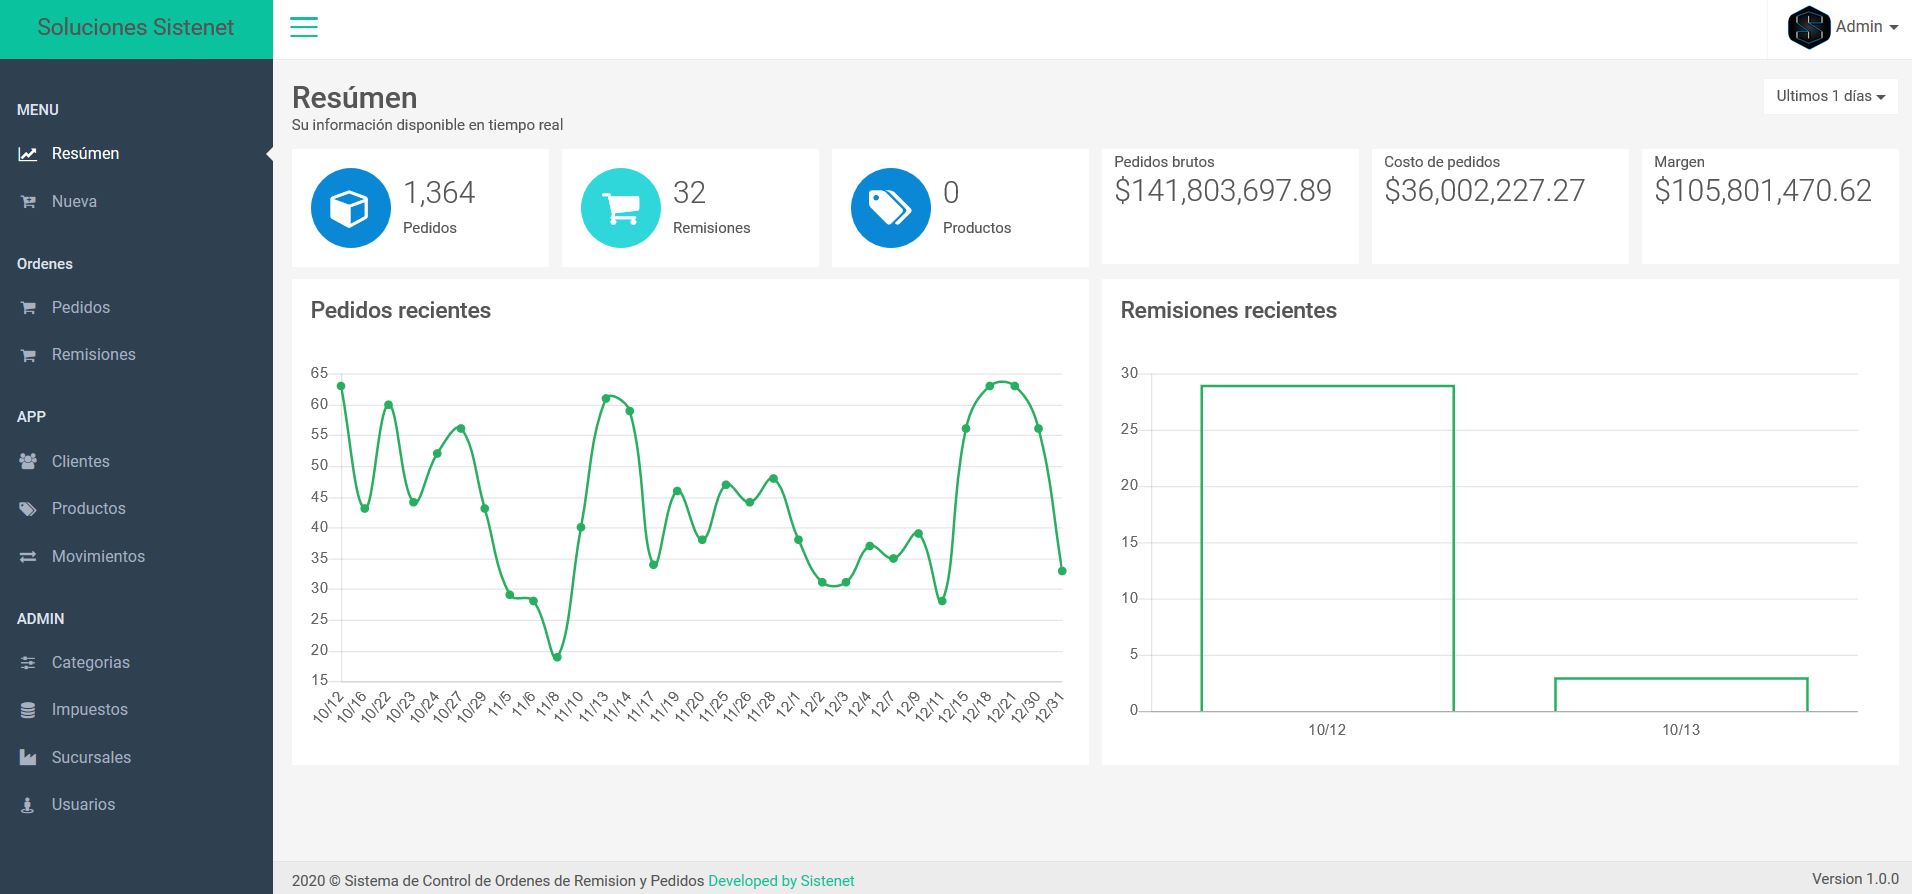 Soluciones Sistenet
Admin
MENU
Resúmen
Nueva
Ordenes
Pedidos
Remisiones
APP
Clientes
Productos
Movimientos
ADMIN
Categorias
Impuestos
Sucursales
Usuarios
Resúmen
Su información disponible en tiempo real
Ultimos 1 días
1,364
Pedidos
32
Remisiones
0
Productos
Pedidos brutos
$141,803,697.89
Costo de pedidos
$36,002,227.27
Margen
$105,801,470.62
Pedidos recientes
65
60
55
50
45
40
35
30
25
20
15
10/12 10/16 10/22 10/23 10/24 10/27 10/29 11/5 11/6 11/8 11/10 11/13 11/14 11/17 11/19 11/20 11/25 11/26 11/28 12/1 12/2 12/3 12/4 12/7 12/9 12/11 12/15 12/18 12/21 12/30 12/31
Remisiones recientes
30
25
20
15
10
5
0
10/12 10/13
2020 © Sistema de Control de Ordenes de Remision y Pedidos Developed by Sistenet
Version 1.0.0